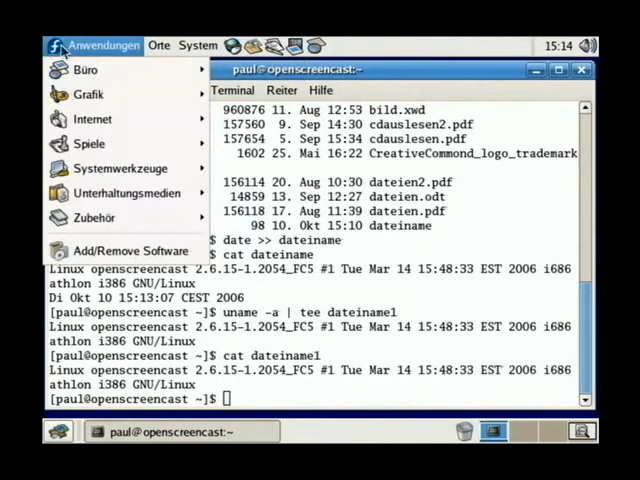 Anwendungen Orte System 15:14
Büro
Grafik
Internet
Spiele
Systemwerkzeuge
Unterhaltungsmedien
Zubehör
Add/Remove Software
paul@openscreencast:~
Terminal Reiter Hilfe
960876 11. Aug 12:53 bild.xwd
157560 9. Sep 14:30 cdauslesen2.pdf
157654 5. Sep 15:34 cdauslesen.pdf
1602 25. Mai 16:22 CreativeCommond_logo_trademark
156114 20. Aug 10:30 dateien2.pdf
14859 13. Sep 12:57 dateien.odt
156118 17. Aug 11:39 dateien.pdf
98 10. Okt 15:10 dateiname
$ date >> dateiname
$ cat dateiname
Linux openscreencast 2.6.15-1.2054_FC5 #1 Tue Mar 14 15:48:33 EST 2006 i686
athlon i386 GNU/Linux
Di Okt 10 15:13:07 CEST 2006
[paul@openscreencast ~]$ uname -a | tee dateiname1
Linux openscreencast 2.6.15-1.2054_FC5 #1 Tue Mar 14 15:48:33 EST 2006 i686
athlon i386 GNU/Linux
[paul@openscreencast ~]$ cat dateiname1
Linux openscreencast 2.6.15-1.2054_FC5 #1 Tue Mar 14 15:48:33 EST 2006 i686
athlon i386 GNU/Linux
[paul@openscreencast ~]$
paul@openscreencast:~